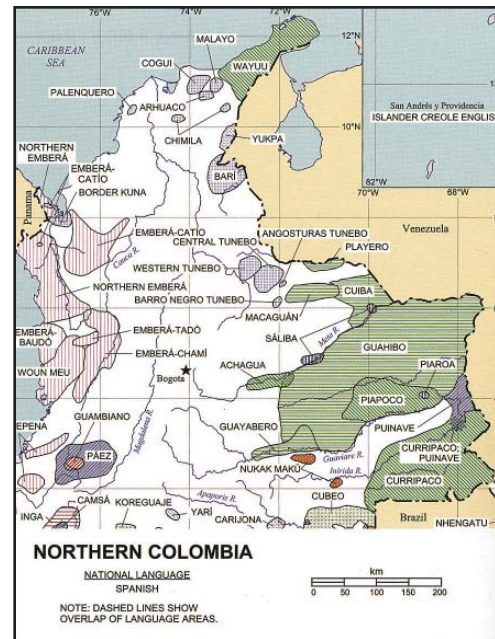 76°W
74°W
72°W
12°N
CARIBBEAN
SEA
MALAYO
COGUI
WAYUU
PALENQUERO
ARHUACO
CHIMILA
San Andrés y Providencia
ISLANDER CREOLE ENGLIS
10°N
YUKPA
NORTHERN
EMBERÁ
EMBERÁ-
CATÍO
BORDER KUNA
BARÍ
82°W
68°W
Panama
Venezuela
ANGOSTURAS TUNEBO
EMBERÁ-CATÍO
CENTRAL TUNEBO
PLAYERO
Cauca R.
WESTERN TUNEBO
NORTHERN EMBERÁ
BARRO NEGRO TUNEBO
CUIBA
MACAGUÁN
EMBERÁ-
BAUDÓ
EMBERÁ-TADÓ
SÁLIBA
Meta R.
GUAHIBO
EMBERÁ-CHAMÍ
WOUN MEU
Bogota
ACHAGUA
PIAROA
PIAPOCO
Magdalena R.
EPENA
GUAMBIANO
GUAYABERO
PUINAVE
PÁEZ
Guaviare R.
CURRIPACO;
PUINAVE
NUKAK MAKÚ
Inírida R.
CURRIPACO
CAMSÁ
Apaporis R.
CUBEO
INGA
KOREGUAJE
YARÍ
CARIJONA
Brazil
NHENGATU
NORTHERN COLOMBIA
NATIONAL LANGUAGE
SPANISH
NOTE: DASHED LINES SHOW
OVERLAP OF LANGUAGE AREAS.
km
0 50 100 150 200